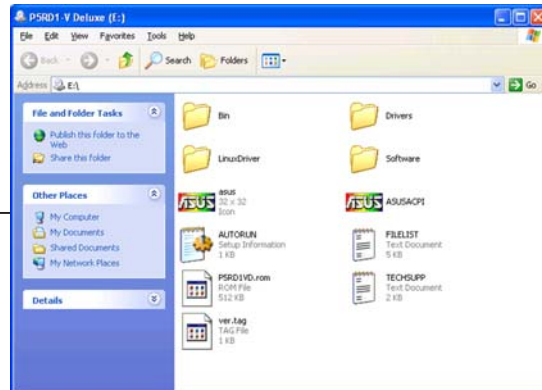 P5RD1-V Deluxe (E:)
File Edit View Favorites Tools Help
Back Search Folders
Address E:\ Go
File and Folder Tasks
Publish this folder to the
Web
Share this folder
Other Places
My Computer
My Documents
Shared Documents
My Network Places
Details
Bin
Drivers
LinuxDriver
Software
ASUS
asus
32 x 32
Icon
ASUS
ASUSACPI
AUTORUN
Setup Information
1 KB
FILELIST
Text Document
5 KB
P5RD1VD.rom
ROM File
512 KB
TECHSUPP
Text Document
2 KB
ver.tag
TAG File
1 KB